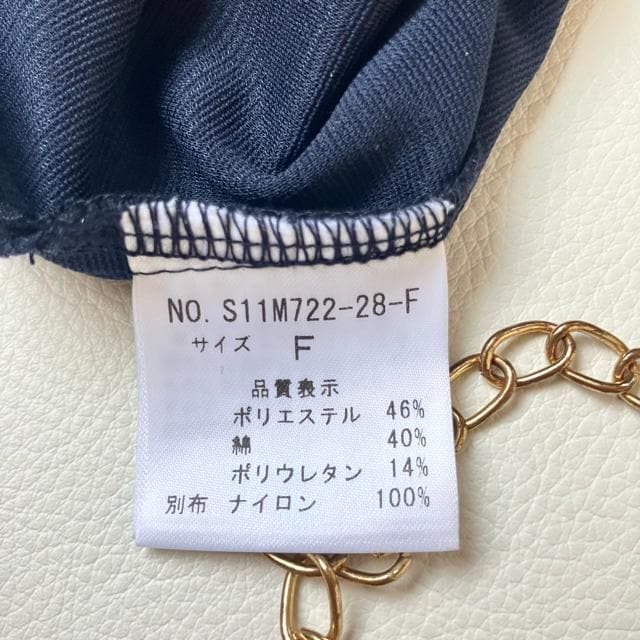 NO. S11M722-28-F
サイズ F
品質表示
ポリエステル 46%
綿 40%
ポリウレタン 14%
別布 ナイロン 100%